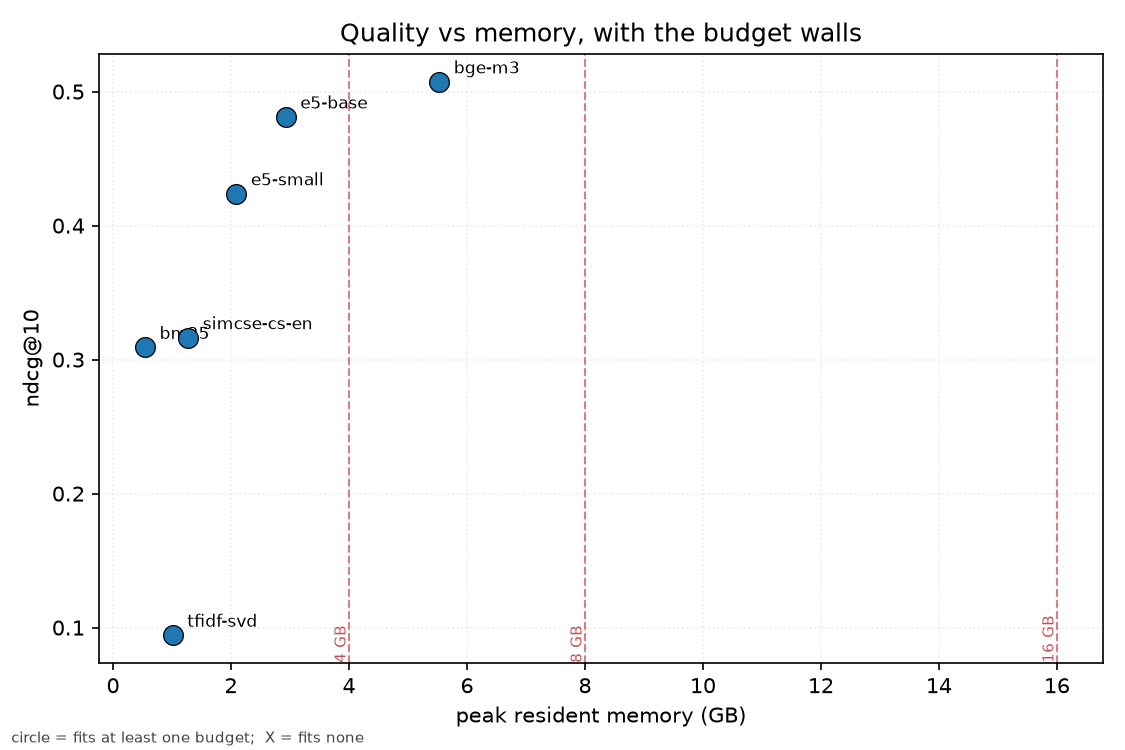 Quality vs memory, with the budget walls
bge-m3
e5-base
e5-small
simcse-cs-en
bm25
tfidf-svd
4 GB
8 GB
16 GB
0.5
0.4
0.3
0.2
0.1
ndcg@10
0 2 4 6 8 10 12 14 16
peak resident memory (GB)
circle = fits at least one budget; X = fits none